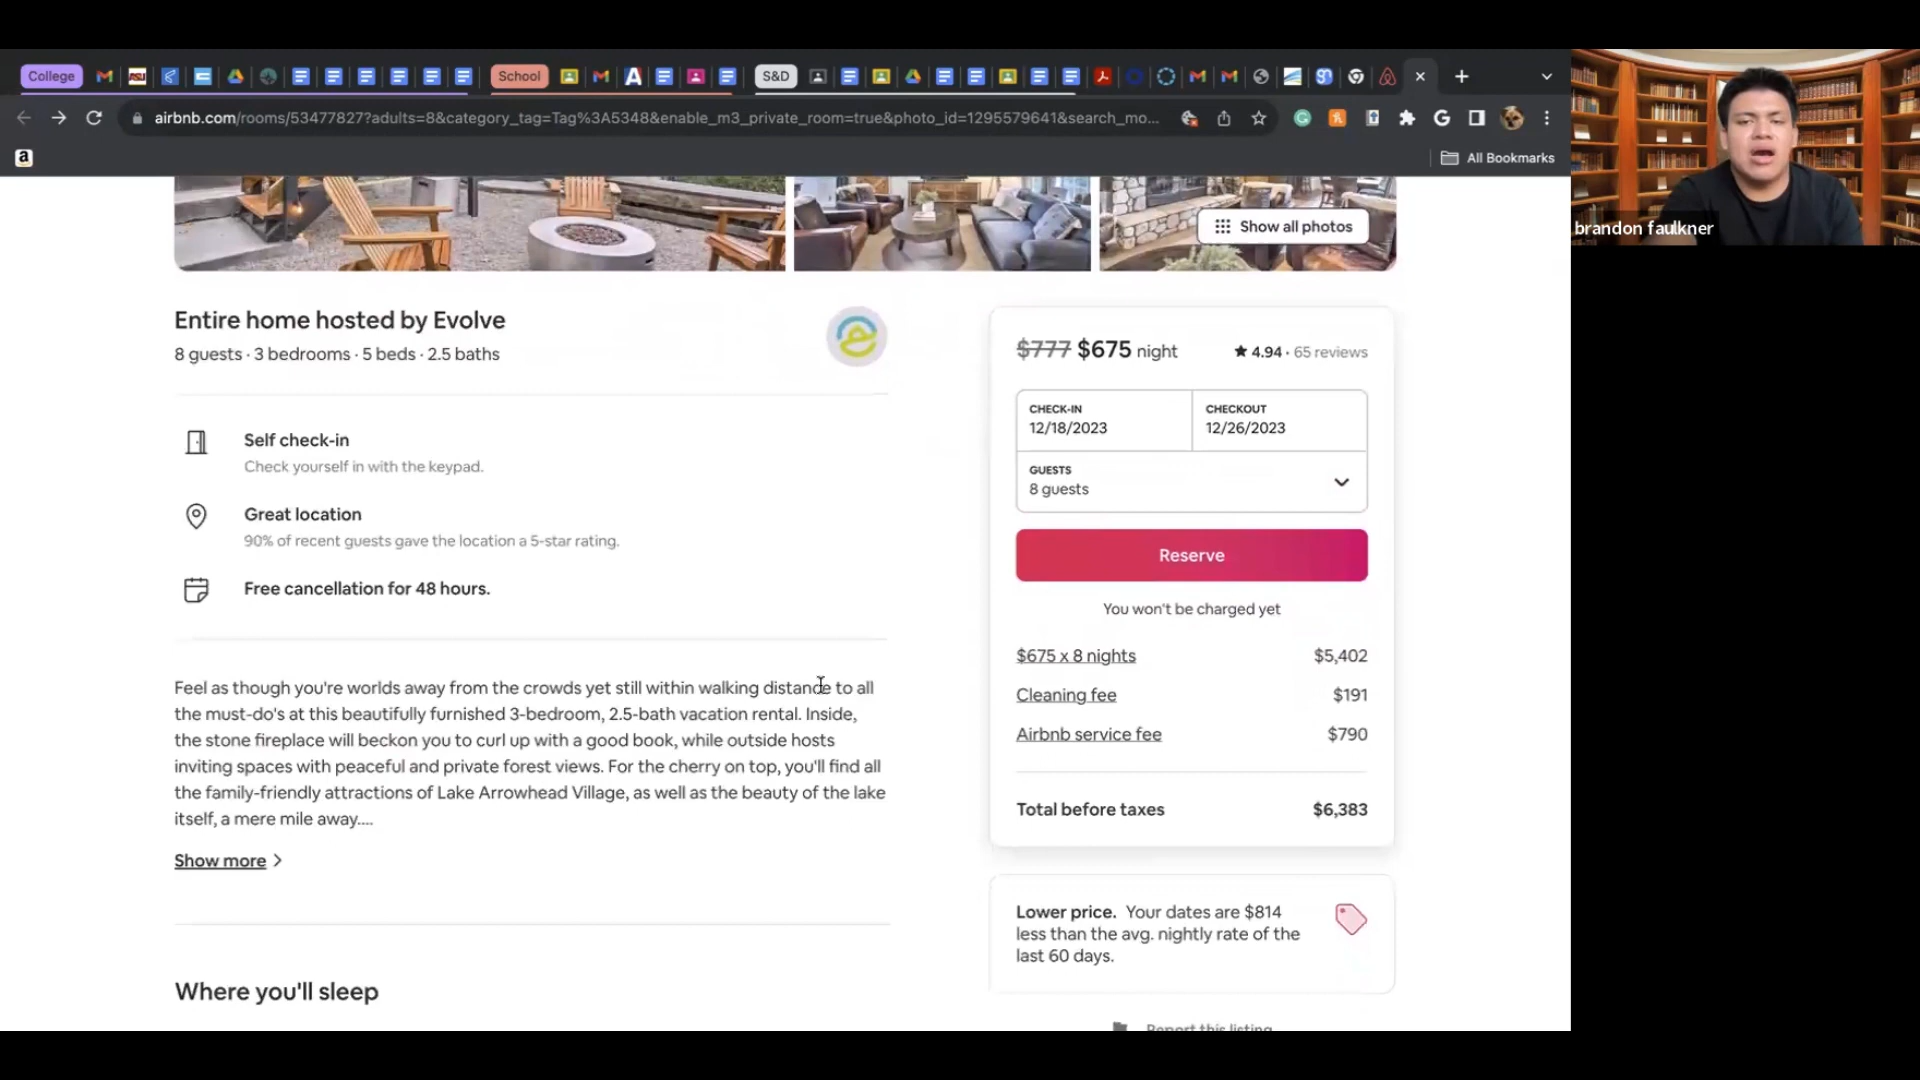 College
School
S&D
airbnb.com/rooms/53477827?adults=8&category_tag=Tag%3A5348&enable_m3_private_room=true&photo_id=1295579641&search_mo...
All Bookmarks
brandon faulkner
Show all photos
Entire home hosted by Evolve
8 guests · 3 bedrooms · 5 beds · 2.5 baths
Self check-in
Check yourself in with the keypad.
Great location
90% of recent guests gave the location a 5-star rating.
Free cancellation for 48 hours.
Feel as though you're worlds away from the crowds yet still within walking distance to all
the must-do's at this beautifully furnished 3-bedroom, 2.5-bath vacation rental. Inside,
the stone fireplace will beckon you to curl up with a good book, while outside hosts
inviting spaces with peaceful and private forest views. For the cherry on top, you'll find all
the family-friendly attractions of Lake Arrowhead Village, as well as the beauty of the lake
itself, a mere mile away....
Show more
Where you'll sleep
$777 $675 night
4.94 · 65 reviews
CHECK-IN
12/18/2023
CHECKOUT
12/26/2023
GUESTS
8 guests
Reserve
You won't be charged yet
$675 x 8 nights $5,402
Cleaning fee $191
Airbnb service fee $790
Total before taxes $6,383
Lower price. Your dates are $814
less than the avg. nightly rate of the
last 60 days.
Report this listing